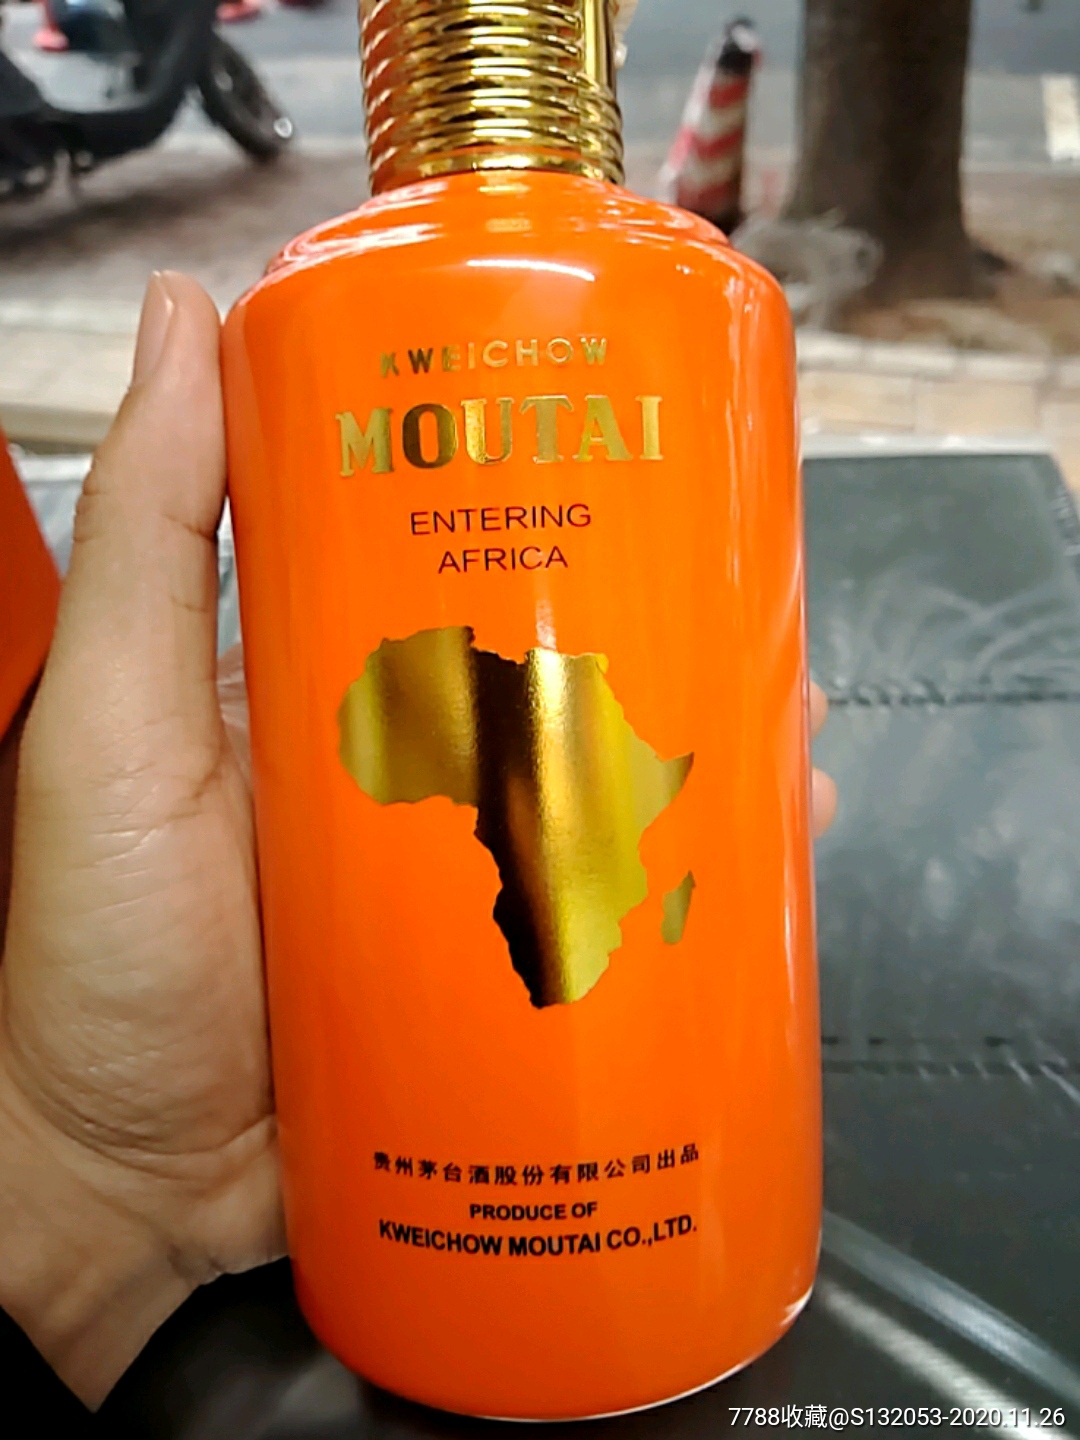 KWEICHOW
MOUTAI
ENTERING
AFRICA
贵州茅台酒股份有限公司出品
PRODUCE OF
KWEICHOW MOUTAI CO.,LTD.
7788收藏@S132053-2020.11.26